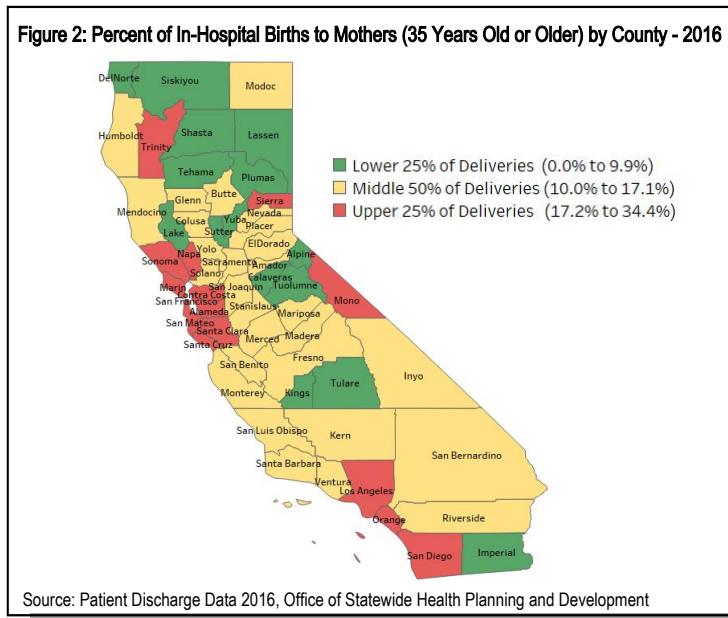 Figure 2: Percent of In-Hospital Births to Mothers (35 Years Old or Older) by County - 2016
DelNorte
Siskiyou
Modoc
Humboldt
Trinity
Shasta
Lassen
Lower 25% of Deliveries (0.0% to 9.9%)
Middle 50% of Deliveries (10.0% to 17.1%)
Upper 25% of Deliveries (17.2% to 34.4%)
Tehama
Plumas
Butte
Glenn
Sierra
Mendocino
Colusa
Yuba
Nevada
Lake
Sutter
Placer
Yolo
ElDorado
Sonoma
Napa
Sacramento
Alpine
Solano
Amador
Marin
Calaveras
Contra Costa
San Joaquin
Tuolumne
San Francisco
Mono
Alameda
Stanislaus
San Mateo
Mariposa
Santa Clara
Santa Cruz
Merced
Madera
San Benito
Fresno
Monterey
Kings
Tulare
Inyo
San Luis Obispo
Kern
Santa Barbara
San Bernardino
Ventura
Los Angeles
Orange
Riverside
San Diego
Imperial
Source: Patient Discharge Data 2016, Office of Statewide Health Planning and Development